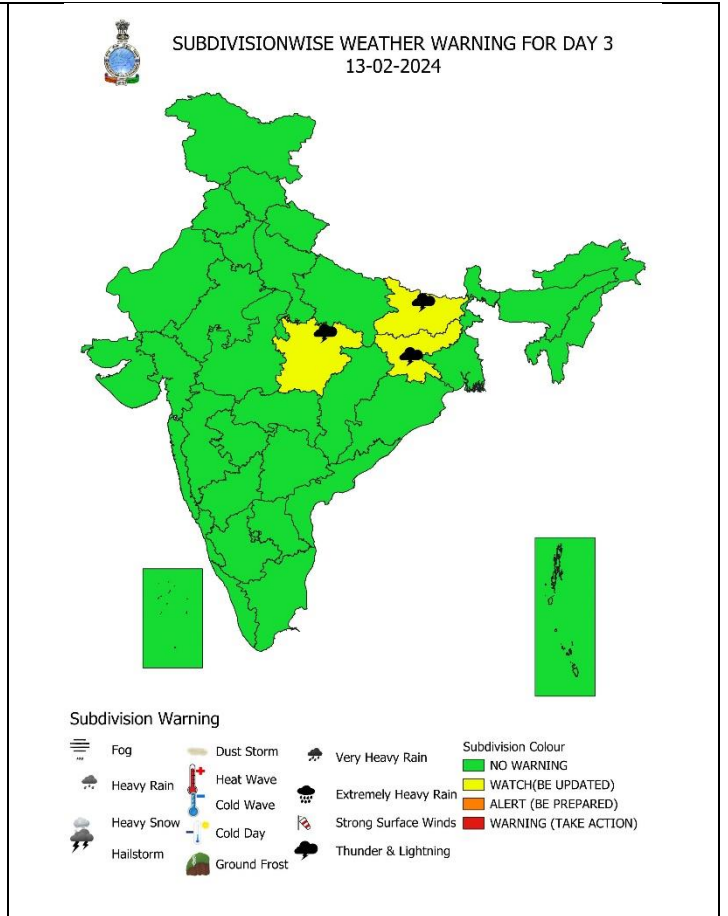 SUBDIVISIONWISE WEATHER WARNING FOR DAY 3
13-02-2024
Subdivision Warning
Fog
Heavy Rain
Heavy Snow
Hailstorm
Dust Storm
Heat Wave
Cold Wave
Cold Day
Ground Frost
Very Heavy Rain
Extremely Heavy Rain
Strong Surface Winds
Thunder & Lightning
Subdivision Colour
NO WARNING
WATCH(BE UPDATED)
ALERT (BE PREPARED)
WARNING (TAKE ACTION)